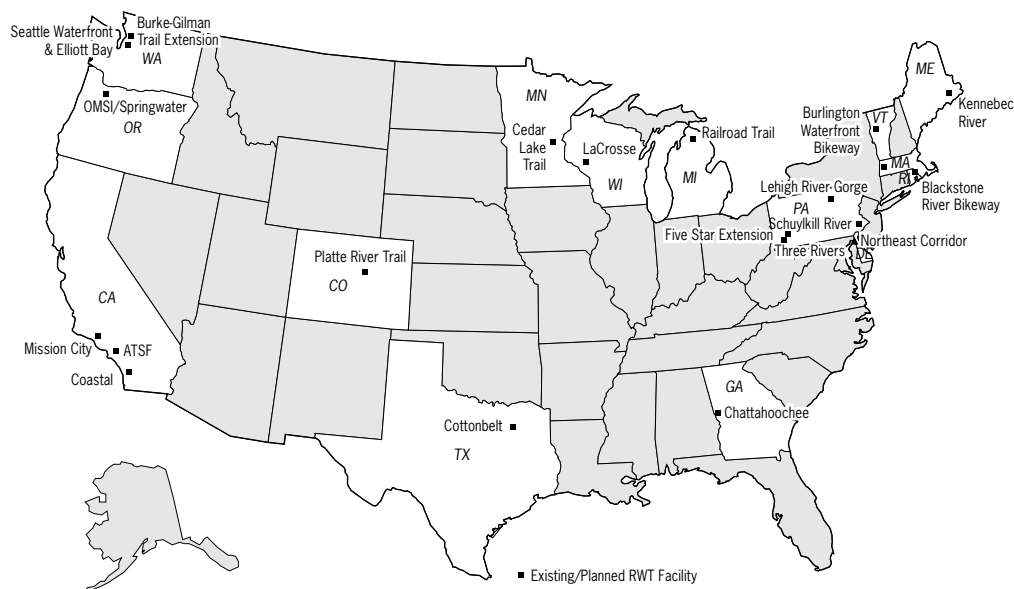 Seattle Waterfront
& Elliott Bay
Burke-Gilman
Trail Extension
WA
OMSI/Springwater
OR
MN
Cedar
Lake
Trail
LaCrosse
WI
Railroad Trail
MI
ME
Kennebec
River
Burlington
Waterfront
Bikeway
VT
MA
RI
Blackstone
River Bikeway
Lehigh River Gorge
PA
Schuylkill River
Five Star Extension
Three Rivers
Northeast Corridor
DE
Platte River Trail
CO
CA
Mission City
ATSF
Coastal
GA
Chattahoochee
Cottonbelt
TX
Existing/Planned RWT Facility